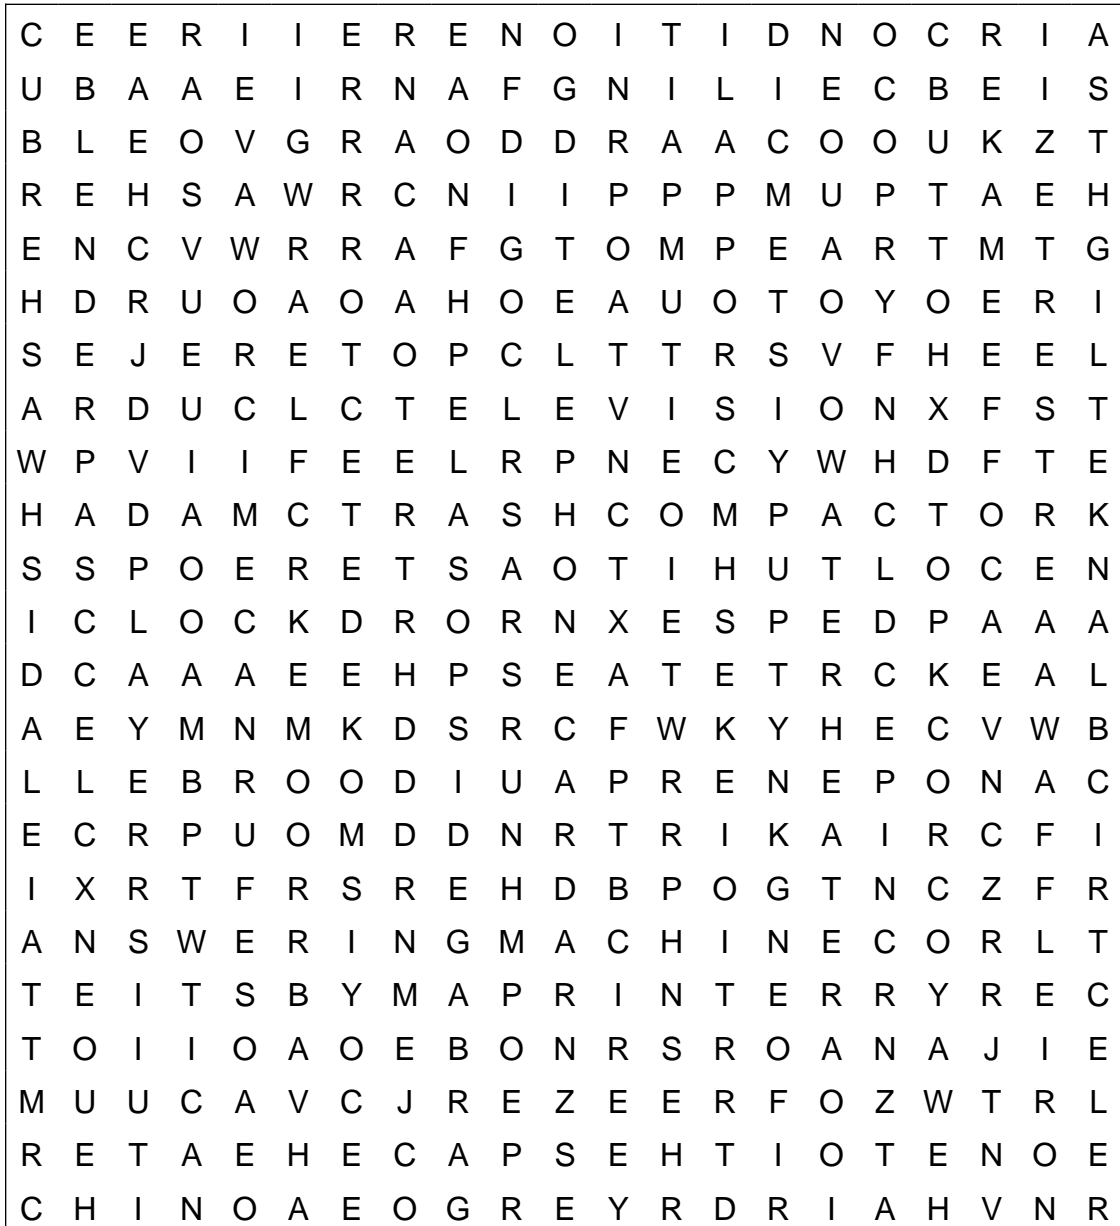 C E E R I I E R E N O I T I D N O C R I A
U B A A E I R N A F G N I L I E C B E I S
B L E O V G R A O D D R A A C O O U K Z T
R E H S A W R C N I I P P P M U P T A E H
E N C V W R R A F G T O M P E A R T M T G
H D R U O A O A H O E A U O T O Y O E R I
S E J E R E T O P C L T T R S V F H E E L
A R D U C L C T E L E V I S I O N X F S T
W P V I I F E E L R P N E C Y W H D F T E
H A D A M C T R A S H C O M P A C T O R K
S S P O E R E T S A O T I H U T L O C E N
I C L O C K D R O R N X E S P E D P A A A
D C A A A E E H P S E A T E T R C K E A L
A E Y M N M K D S R C F W K Y H E C V W B
L L E B R O O D I U A P R E N E P O N A C
E C R P U O M D D N R T R I K A I R C F I
I X R T F R S R E H D B P O G T N C Z F R
A N S W E R I N G M A C H I N E C O R L T
T E I T S B Y M A P R I N T E R R Y R E C
T O I I O A O E B O N R S R O A N A J I E
M U U C A V C J R E Z E E R F O Z W T R L
R E T A E H E C A P S E H T I O T E N O E
C H I N O A E O G R E Y R D R I A H V N R